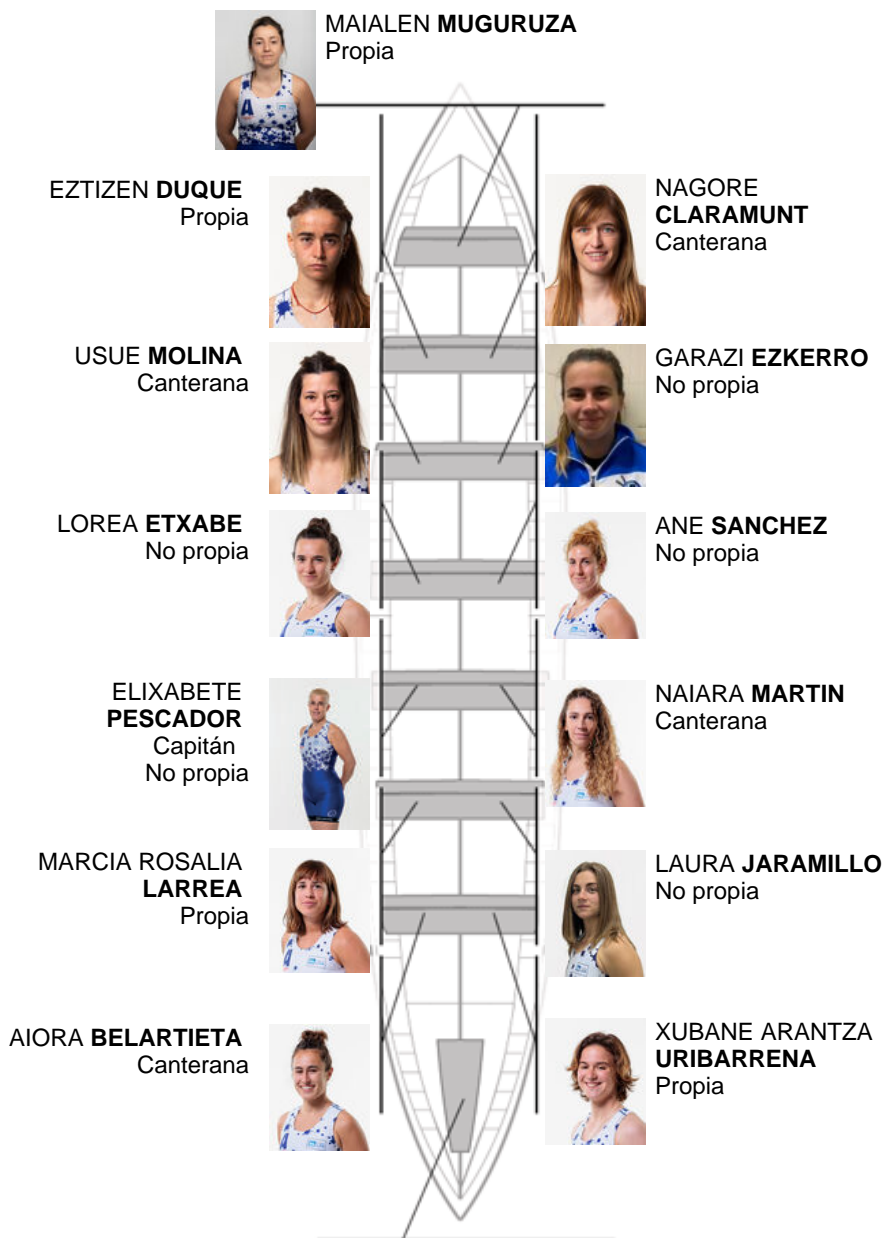 MAIALEN MUGURUZA
Propia
EZTIZEN DUQUE
Propia
NAGORE
CLARAMUNT
Canterana
USUE MOLINA
Canterana
GARAZI EZKERRO
No propia
LOREA ETXABE
No propia
ANE SANCHEZ
No propia
ELIXABETE
PESCADOR
Capitán
No propia
NAIARA MARTIN
Canterana
MARCIA ROSALIA
LARREA
Propia
LAURA JARAMILLO
No propia
AIORA BELARTIETA
Canterana
XUBANE ARANTZA
URIBARRENA
Propia